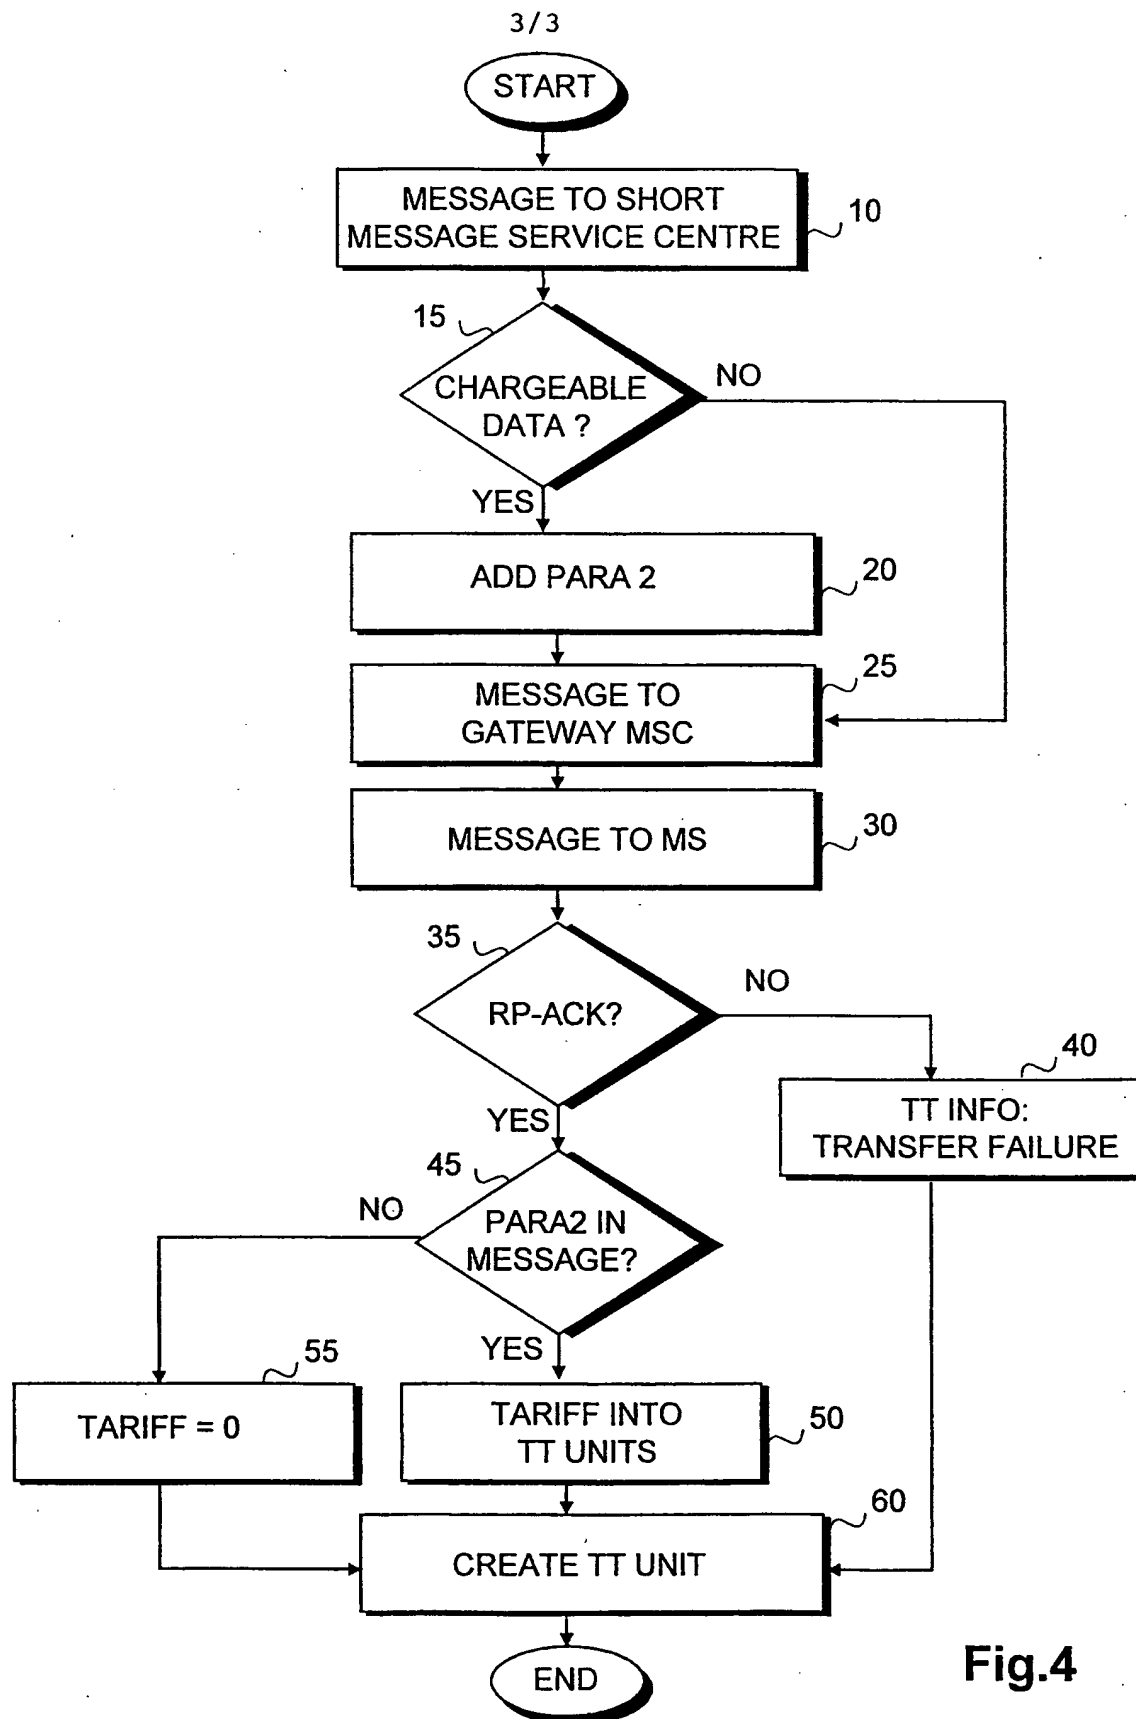 3/3
START
MESSAGE TO SHORT
MESSAGE SERVICE CENTRE
10
15
CHARGEABLE
DATA ?
NO
YES
ADD PARA 2
20
MESSAGE TO
GATEWAY MSC
25
MESSAGE TO MS
30
35
RP-ACK?
NO
YES
40
TT INFO:
TRANSFER FAILURE
45
PARA2 IN
MESSAGE?
NO
YES
55
TARIFF = 0
TARIFF INTO
TT UNITS
50
60
CREATE TT UNIT
END
Fig.4